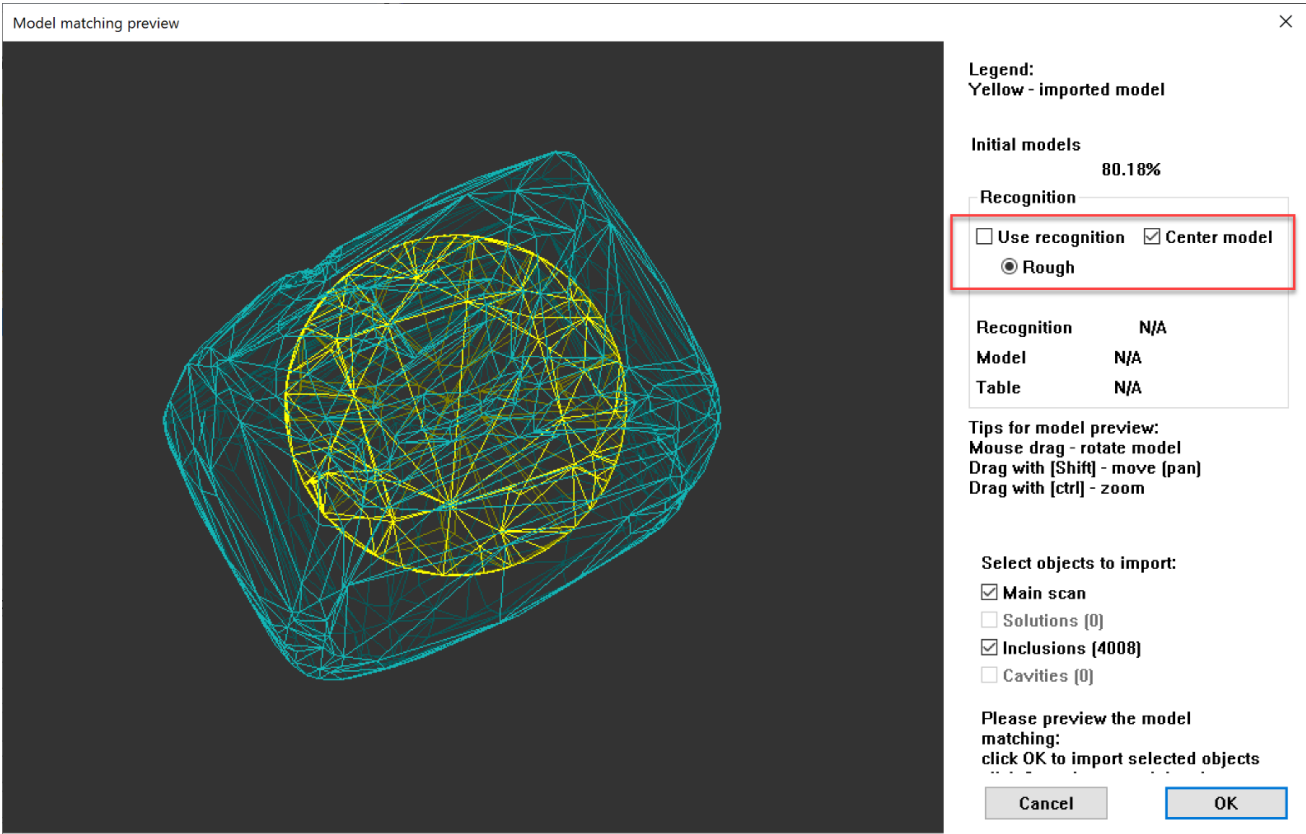 Model matching preview
Legend:
Yellow - imported model
Initial models
80.18%
Recognition
Use recognition Center model
Rough
Recognition N/A
Model N/A
Table N/A
Tips for model preview:
Mouse drag - rotate model
Drag with [Shift] - move (pan)
Drag with [ctrl] - zoom
Select objects to import:
Main scan
Solutions (0)
Inclusions (4008)
Cavities (0)
Please preview the model
matching:
click OK to import selected objects
Cancel OK